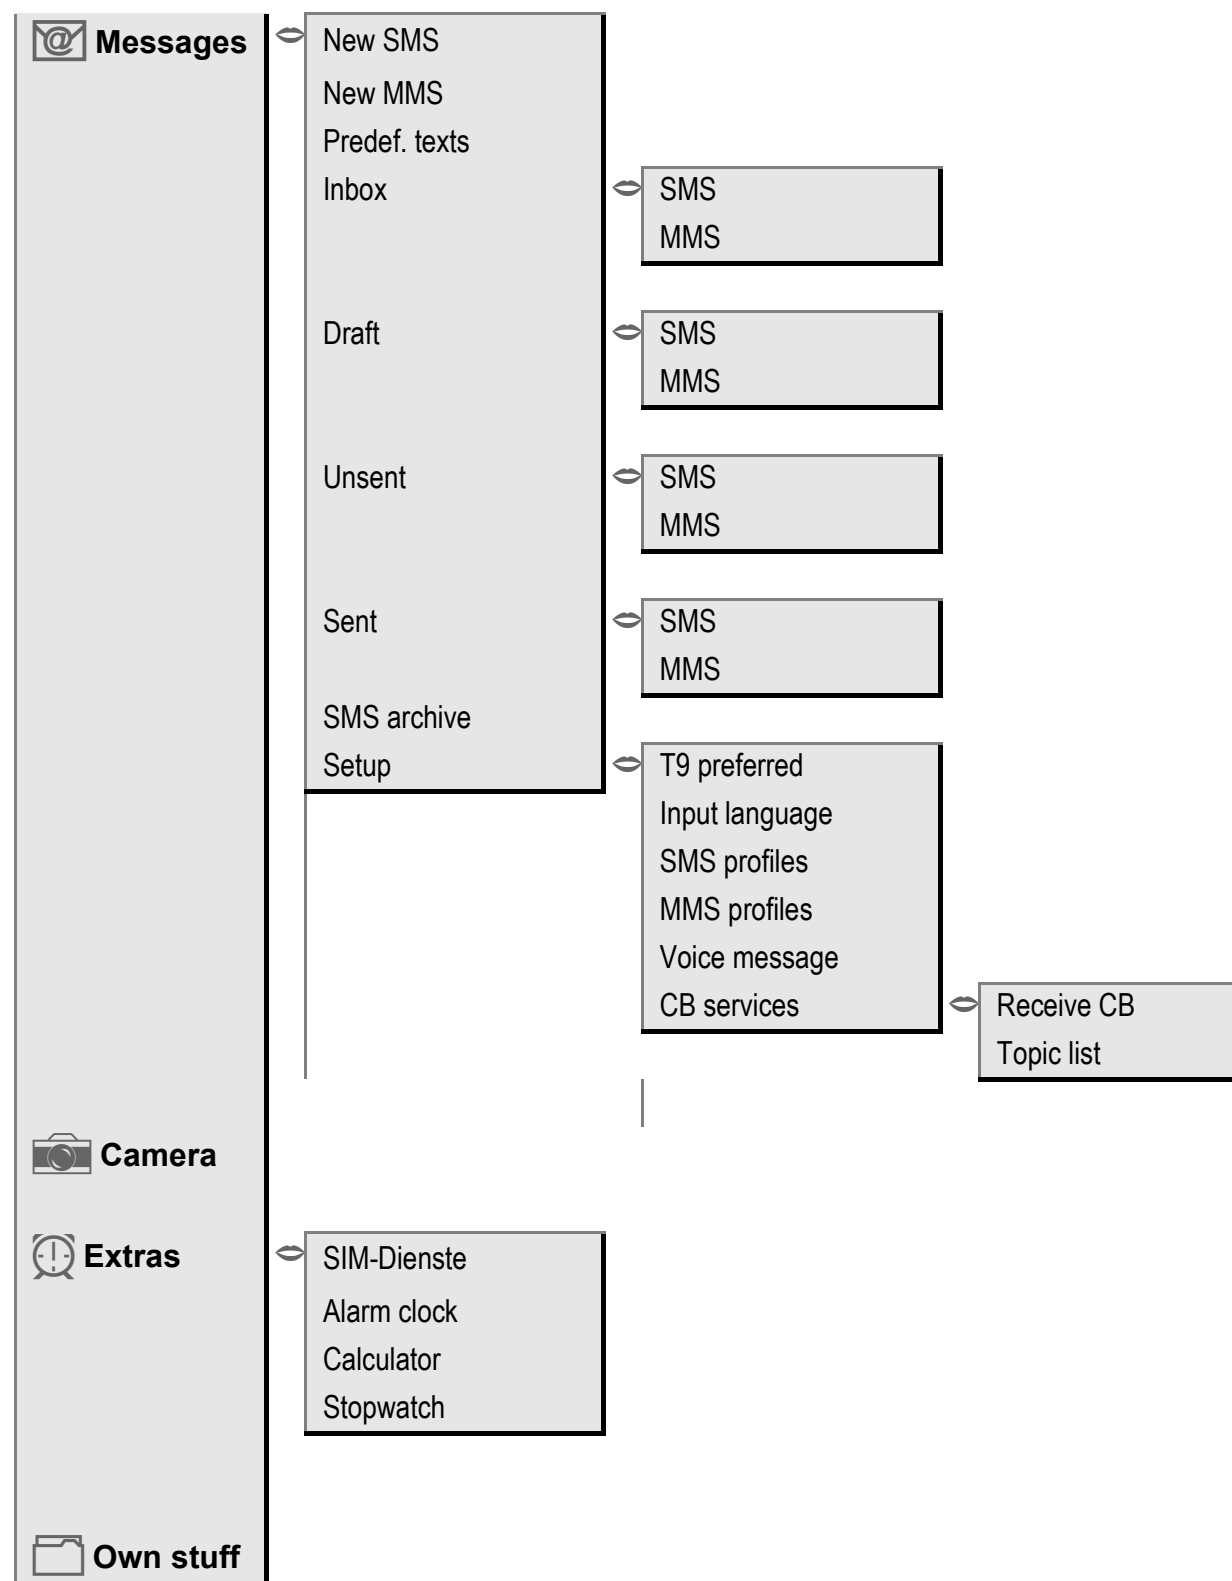 Messages
New SMS
New MMS
Predef. texts
Inbox
SMS
MMS
Draft
SMS
MMS
Unsent
SMS
MMS
Sent
SMS
MMS
SMS archive
Setup
T9 preferred
Input language
SMS profiles
MMS profiles
Voice message
CB services
Receive CB
Topic list
Camera
Extras
SIM-Dienste
Alarm clock
Calculator
Stopwatch
Own stuff